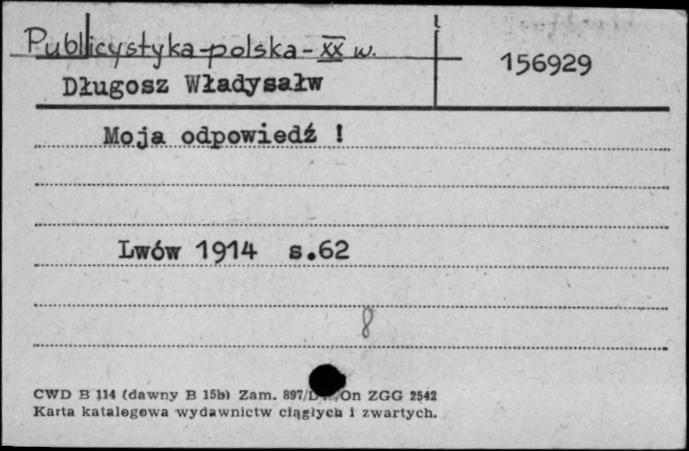 Publicystyka-polska-XX w.
156929
Długosz Władysałw
Moja odpowiedź !
Lwów 1914 s.62
8
CWD B 114 (dawny B 15b) Zam. 897/ On ZGG 2542
Karta katalogowa wydawnictw ciągłych i zwartych.